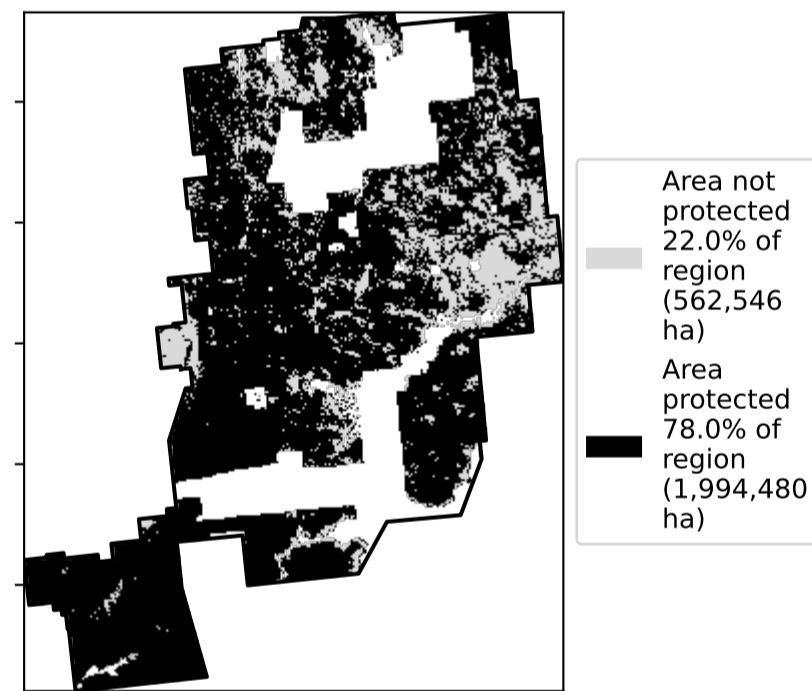 Area not
protected
22.0% of
region
(562,546
ha)
Area
protected
78.0% of
region
(1,994,480
ha)